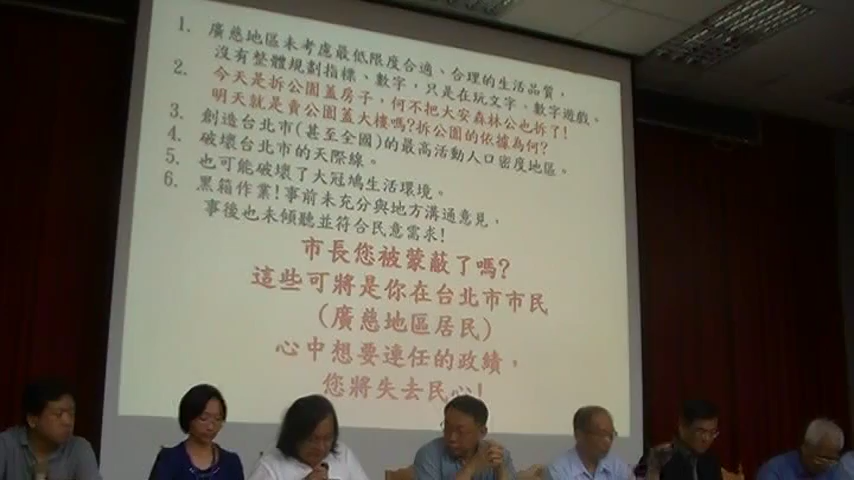 1. 廣慈地區未考慮最低限度合適、合理的生活品質，
沒有整體規劃指標、數字，只是在玩文字、數字遊戲。
2. 今天是拆公園蓋房子，何不把大安森林公也拆了！
明天就是賣公園蓋大樓嗎?拆公園的依據為何?
3. 創造台北市(甚至全國)的最高活動人口密度地區。
4. 破壞台北市的天際線。
5. 也可能破壞了大冠鳩生活環境。
6. 黑箱作業!事前未充分與地方溝通意見，
事後也未傾聽並符合民意需求!
市長您被蒙蔽了嗎?
這些可將是你在台北市市民
(廣慈地區居民)
心中想要連任的政績，
您將失去民心!